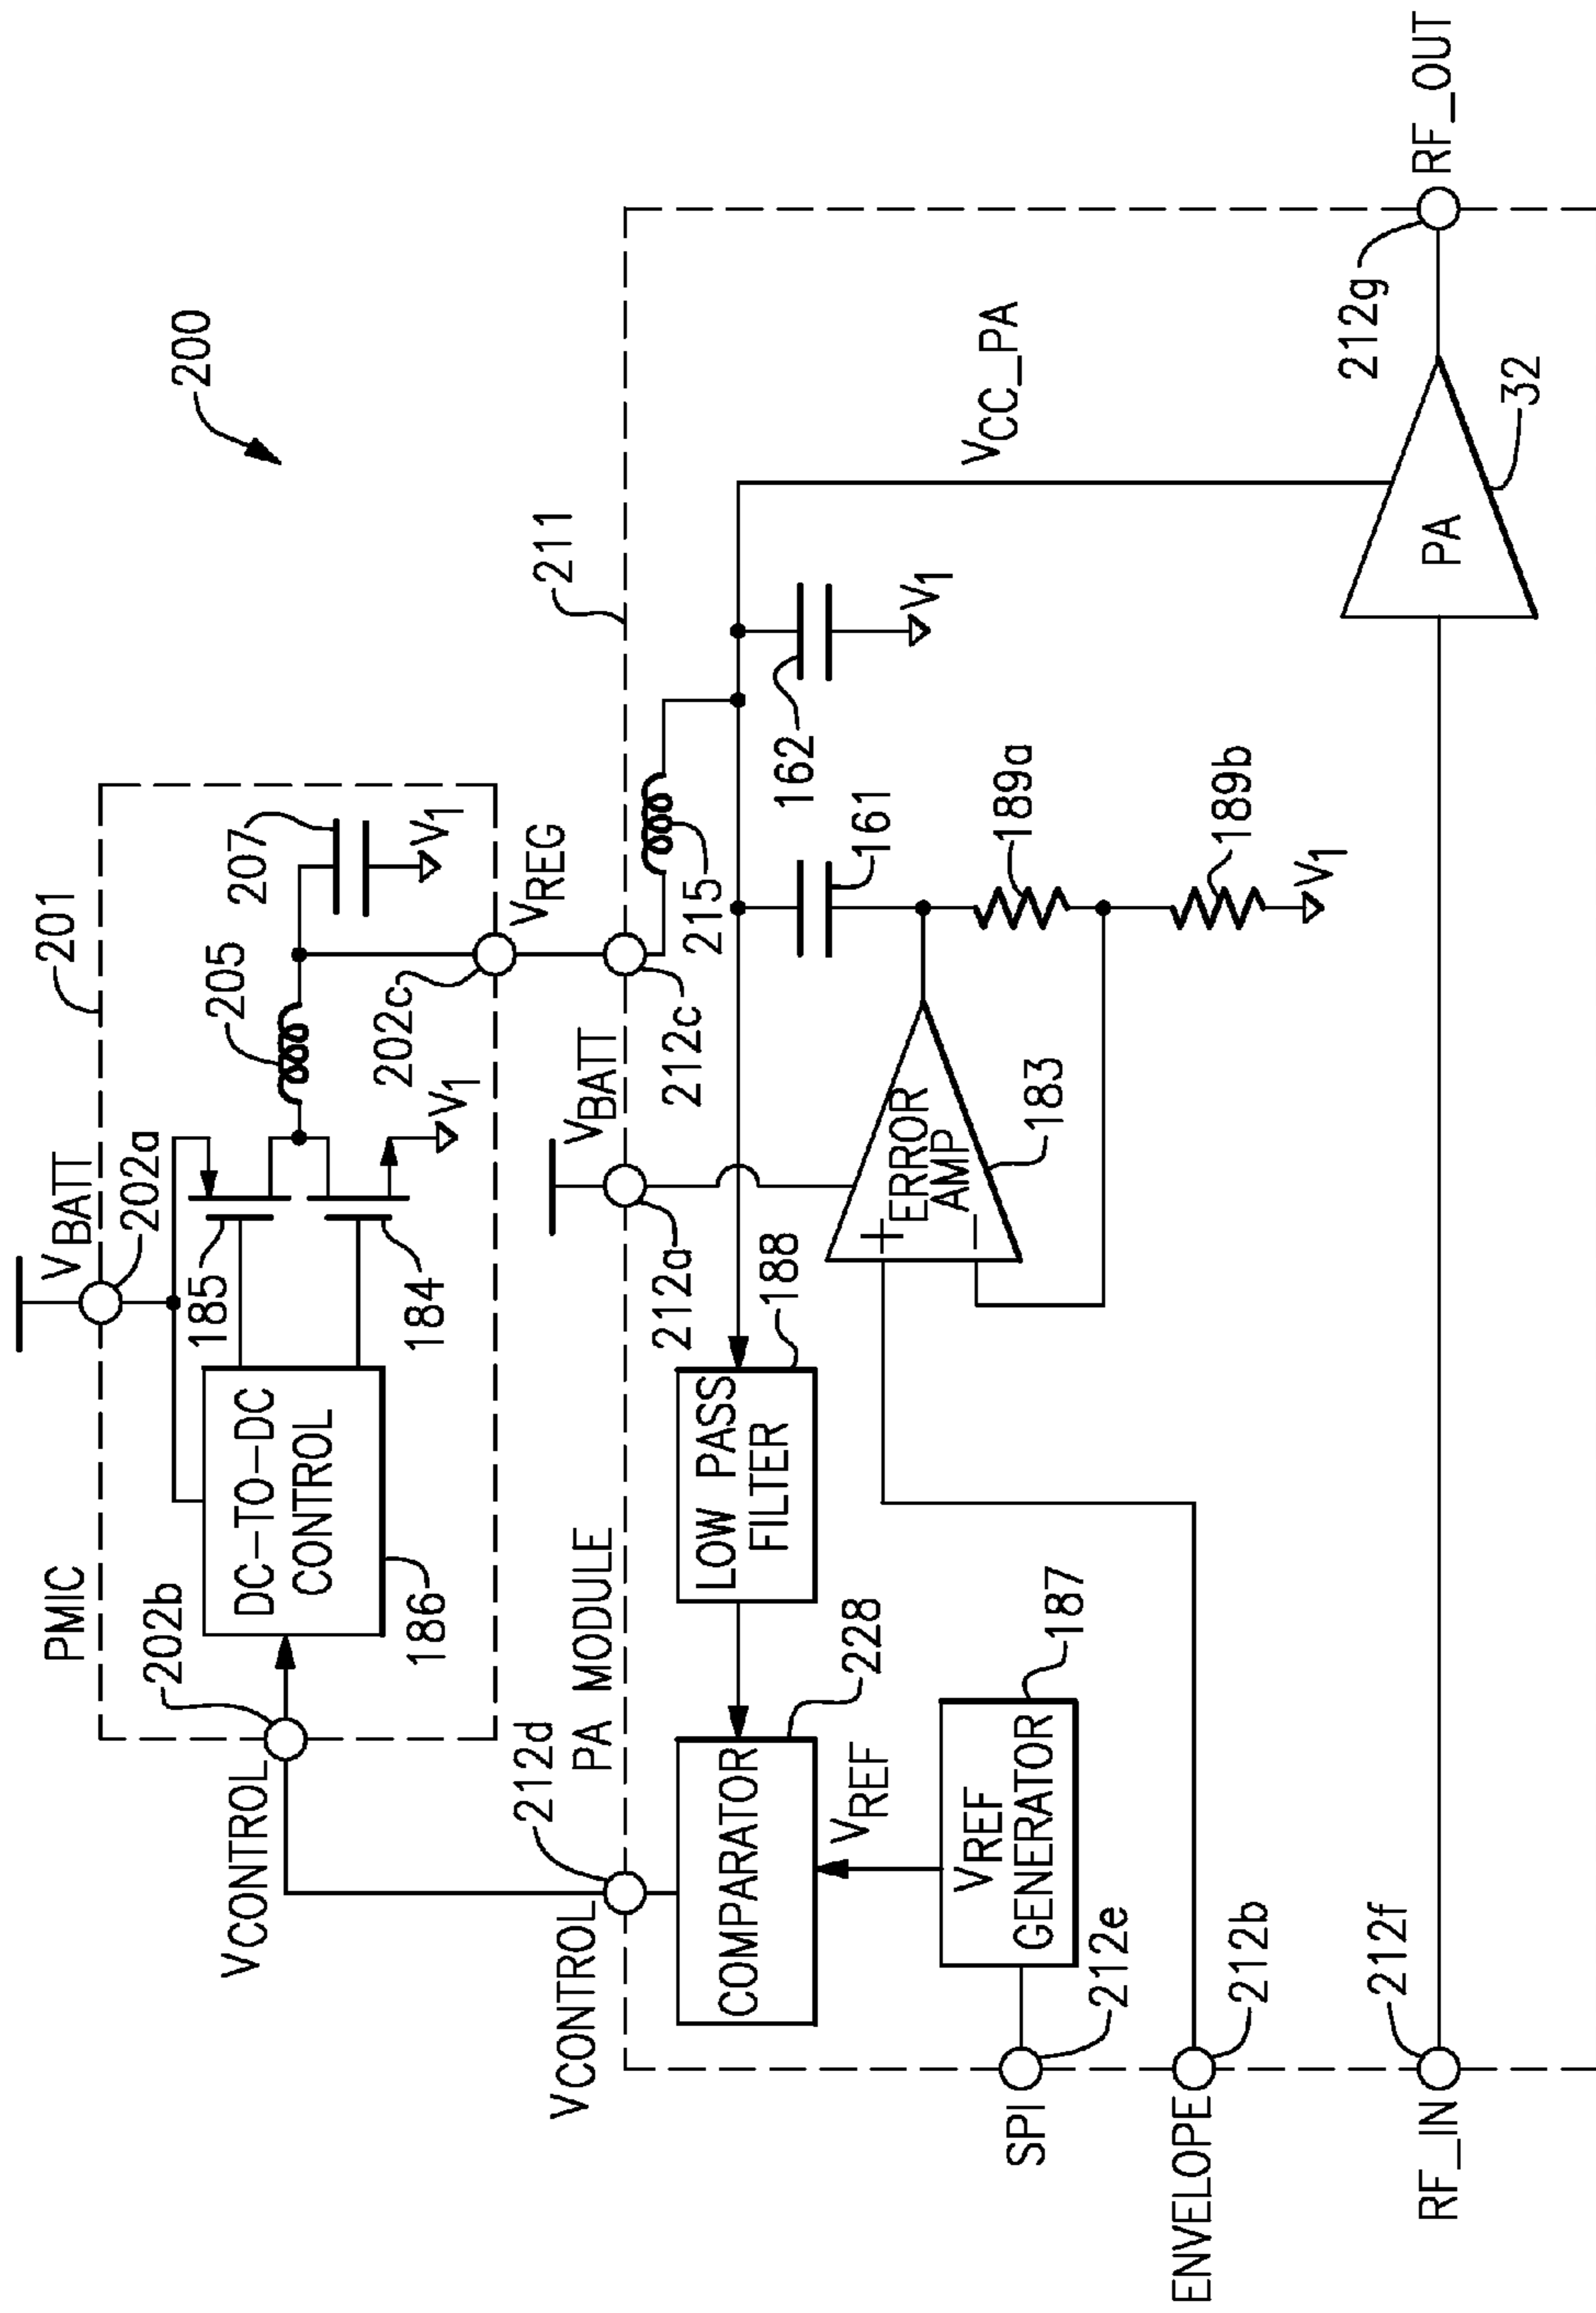 200
PMIC
201
VBATT
202a
VCONTROL
202b
DC-TO-DC
CONTROL
186
185
184
V1
205
207
V1
202c
VREG
PA MODULE
211
VCONTROL
212d
VBATT
212a
212c
215
COMPARATOR
228
LOW PASS
FILTER
188
VREF
VREF
GENERATOR
187
SPI
212e
ENVELOPE
212b
+
−
ERROR
AMP
183
161
162
V1
189a
189b
V1
VCC_PA
RF_IN
212f
PA
32
212g
RF_OUT